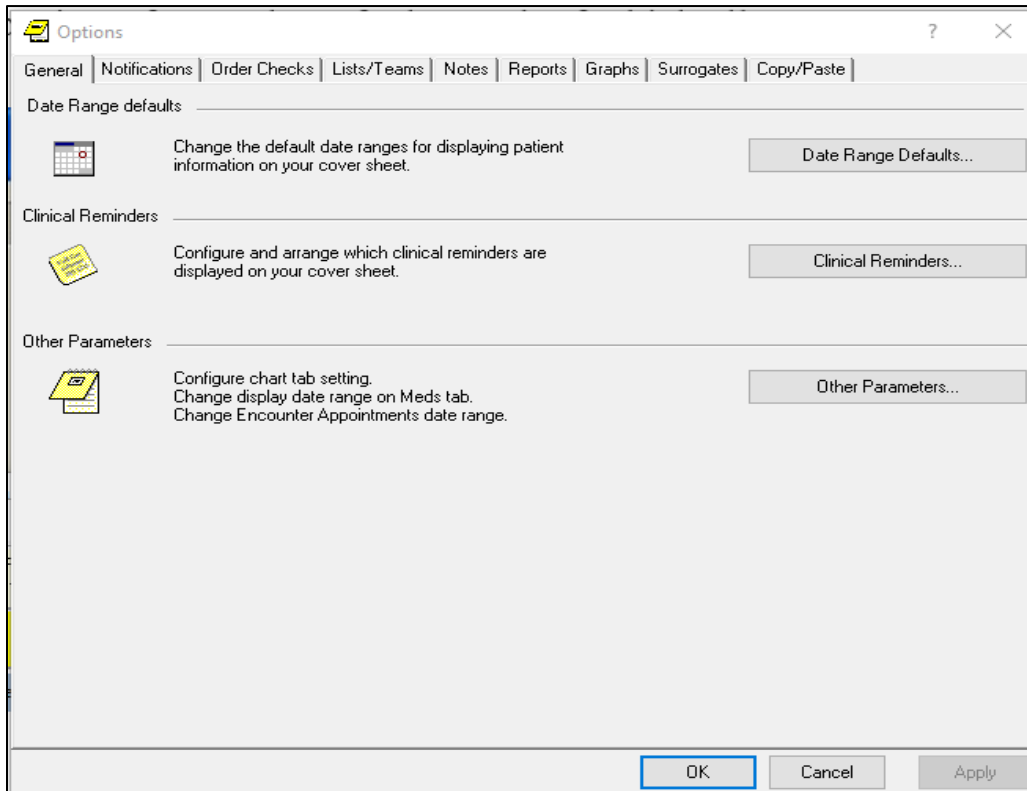 Options
?
General Notifications Order Checks Lists/Teams Notes Reports Graphs Surrogates Copy/Paste
Date Range defaults
Change the default date ranges for displaying patient
information on your cover sheet.
Date Range Defaults...
Clinical Reminders
Configure and arrange which clinical reminders are
displayed on your cover sheet.
Clinical Reminders...
Other Parameters
Configure chart tab setting.
Change display date range on Meds tab.
Change Encounter Appointments date range.
Other Parameters...
OK Cancel Apply